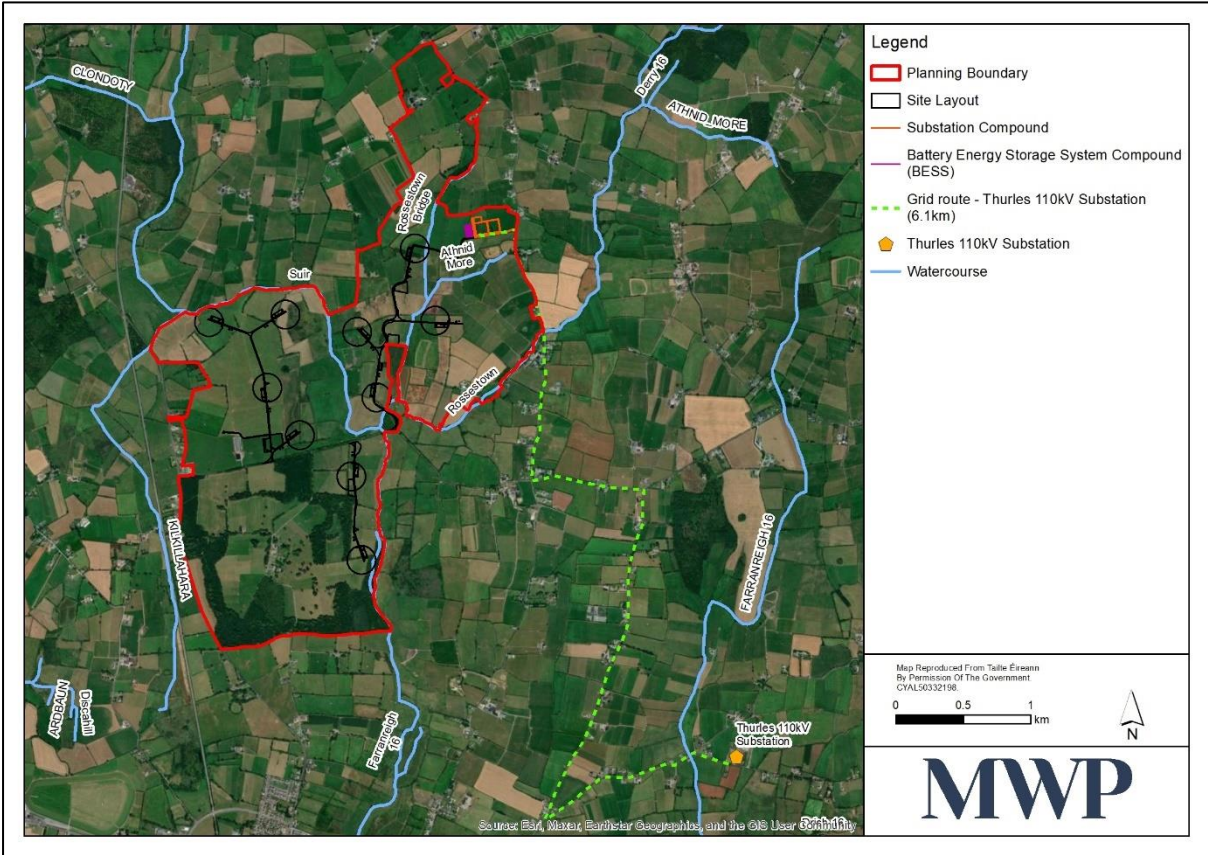 CLONDOTY
Derry 16
ATHNID_MORE
Rossestown
Bridge
Athnid
More
Suir
Rossestown
KILKILLAHARA
FARRANREIGH 16
ARDBAUN
Discahill
Farranreigh
16
Thurles 110kV
Substation
Source: Esri, Maxar, Earthstar Geographics, and the GIS User Community
Legend
Planning Boundary
Site Layout
Substation Compound
Battery Energy Storage System Compound
(BESS)
Grid route - Thurles 110kV Substation
(6.1km)
Thurles 110kV Substation
Watercourse
Map Reproduced From Tailte Éireann
By Permission Of The Government
CYAL50332198.
0 0.5 1
km
N
MWP